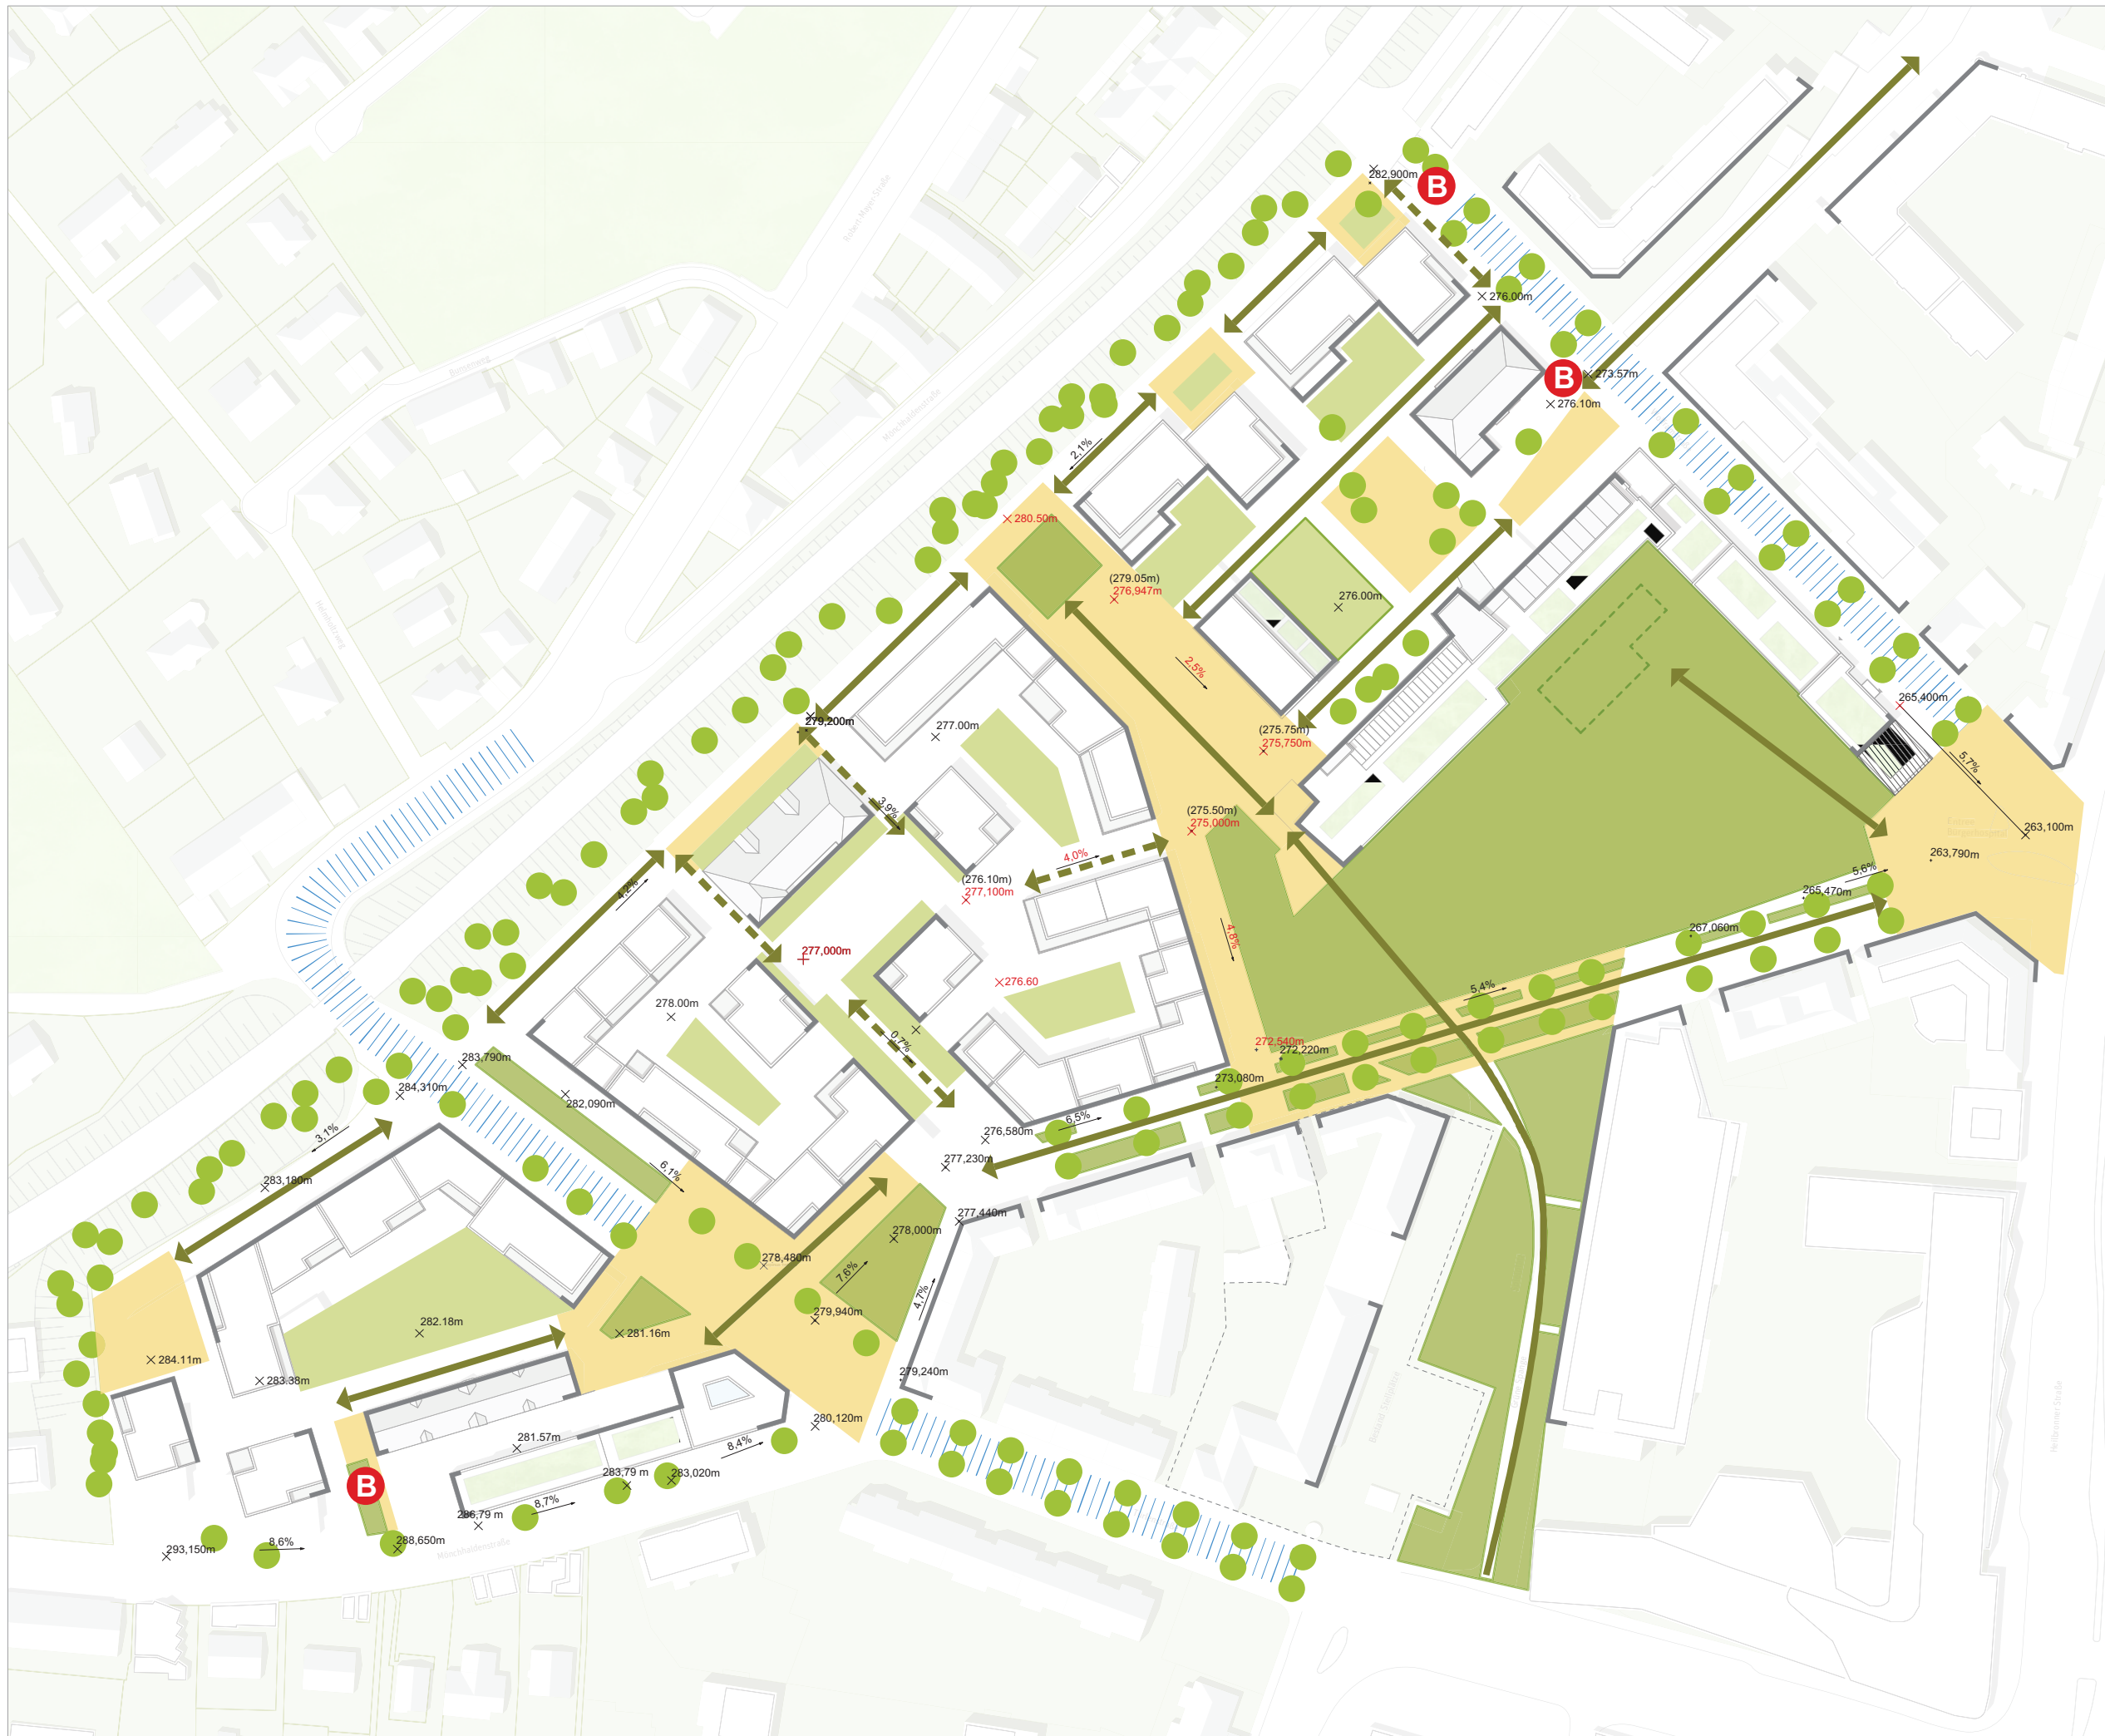 282,900m
B
Robert-Mayer-Straße
276.00m
Mönchhaldenstraße
B
273.57m
276.10m
2,1%
280.50m
(279.05m)
276,947m
276.00m
2,5%
265,400m
279,200m
277.00m
(275.75m)
275,750m
5,7%
3,9%
(275.50m)
275,000m
263,100m
4,0%
263,790m
(276.10m)
277,100m
5,6%
4,2%
265,470m
267,060m
4,8%
277,000m
276.60
5,4%
278.00m
0,7%
272,540m
272,220m
283,790m
273,080m
284,310m
282,090m
6,5%
276,580m
3,1%
277,230m
6,1%
283,180m
277,440m
278,000m
278,480m
7,6%
4,7%
279,940m
282.18m
281.16m
284.11m
279,240m
283.38m
280,120m
281.57m
8,4%
B
283,79 m
283,020m
8,7%
286,79 m
288,650m
8,6%
293,150m
Mönchhaldenstraße
Heilbronner Straße